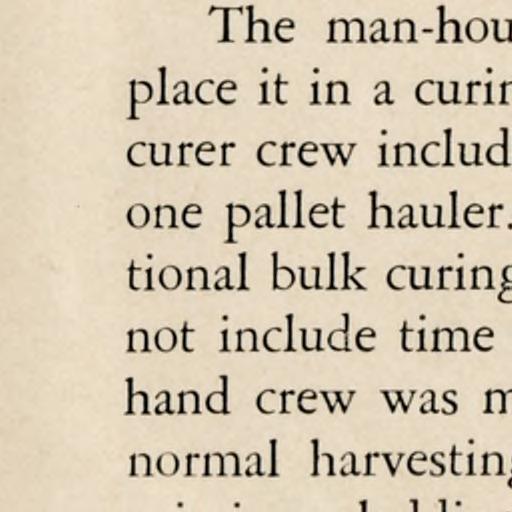 The man-hou
place it in a curin
curer crew includ
one pallet hauler.
tional bulk curing
not include time
hand crew was m
normal harvesting